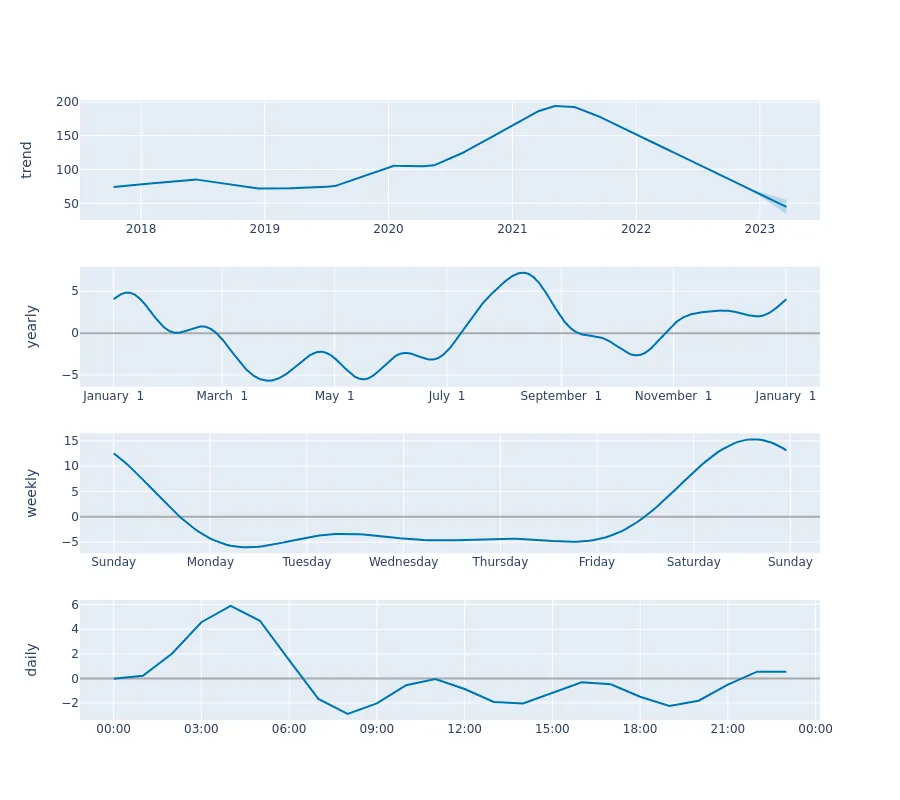 200
150
100
50
trend
2018 2019 2020 2021 2022 2023
5
0
−5
yearly
January 1 March 1 May 1 July 1 September 1 November 1 January 1
15
10
5
0
−5
weekly
Sunday Monday Tuesday Wednesday Thursday Friday Saturday Sunday
6
4
2
0
−2
daily
00:00 03:00 06:00 09:00 12:00 15:00 18:00 21:00 00:00